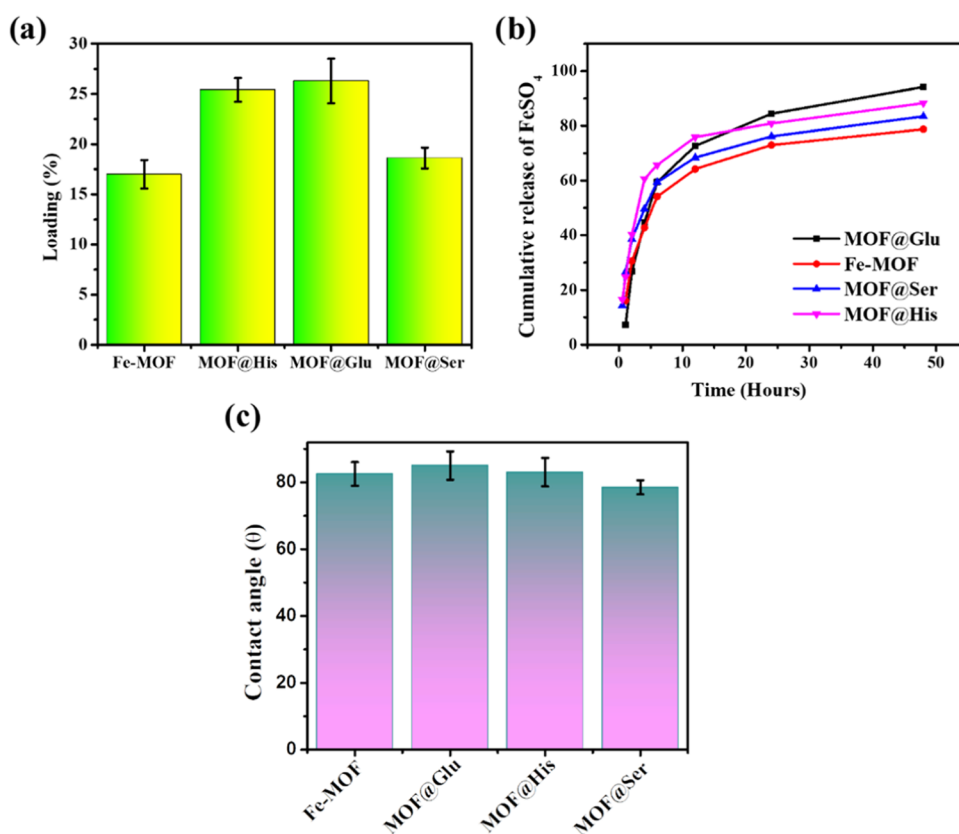 (a)
30
25
20
15
10
5
0
Loading (%)
Fe-MOF MOF@His MOF@Glu MOF@Ser
(b)
100
80
60
40
20
0
Cumulative release of FeSO4
MOF@Glu
Fe-MOF
MOF@Ser
MOF@His
0 10 20 30 40 50
Time (Hours)
(c)
80
60
40
20
0
Contact angle (θ)
Fe-MOF MOF@Glu MOF@His MOF@Ser